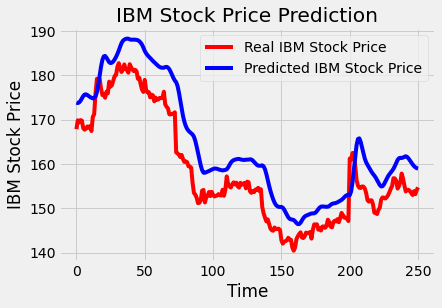 IBM Stock Price Prediction
Real IBM Stock Price
Predicted IBM Stock Price
IBM Stock Price
190
180
170
160
150
140
0 50 100 150 200 250
Time